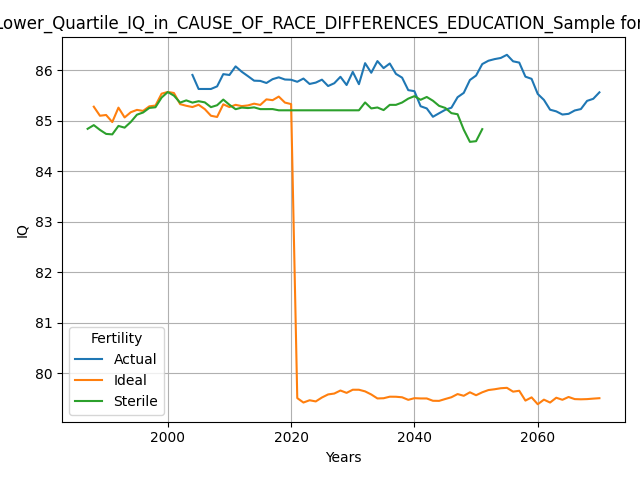 Lower_Quartile_IQ_in_CAUSE_OF_RACE_DIFFERENCES_EDUCATION_Sample for
86
85
84
83
82
81
80
IQ
Fertility
Actual
Ideal
Sterile
2000 2020 2040 2060
Years